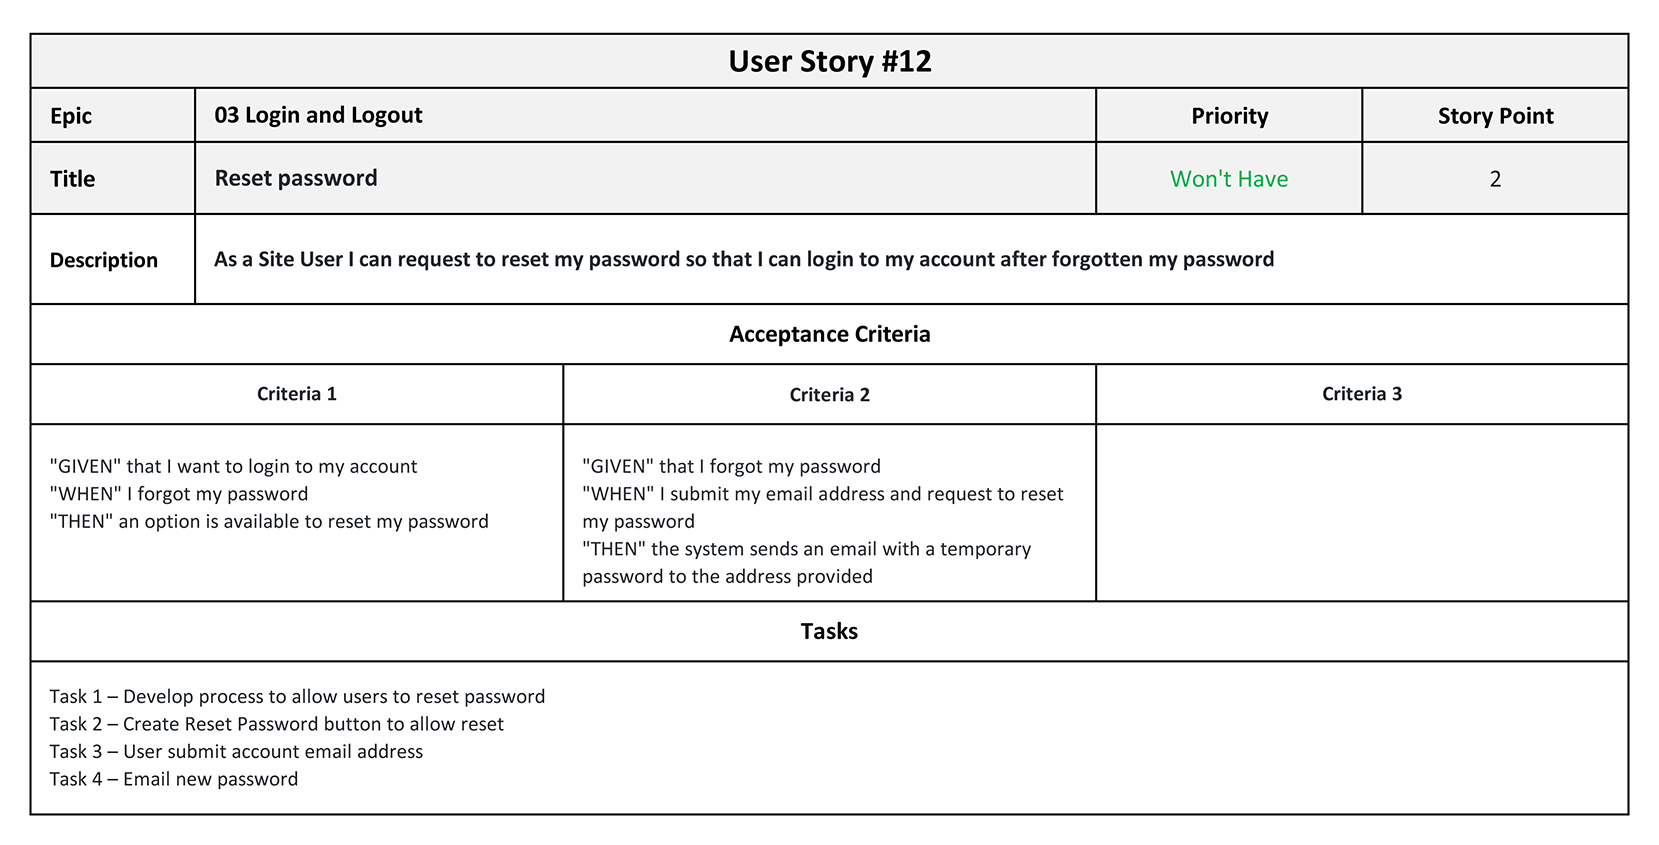 User Story #12
Epic
03 Login and Logout
Priority
Story Point
Title
Reset password
Won't Have
2
Description
As a Site User I can request to reset my password so that I can login to my account after forgotten my password
Acceptance Criteria
Criteria 1
Criteria 2
Criteria 3
"GIVEN" that I want to login to my account
"WHEN" I forgot my password
"THEN" an option is available to reset my password
"GIVEN" that I forgot my password
"WHEN" I submit my email address and request to reset
my password
"THEN" the system sends an email with a temporary
password to the address provided
Tasks
Task 1 – Develop process to allow users to reset password
Task 2 – Create Reset Password button to allow reset
Task 3 – User submit account email address
Task 4 – Email new password